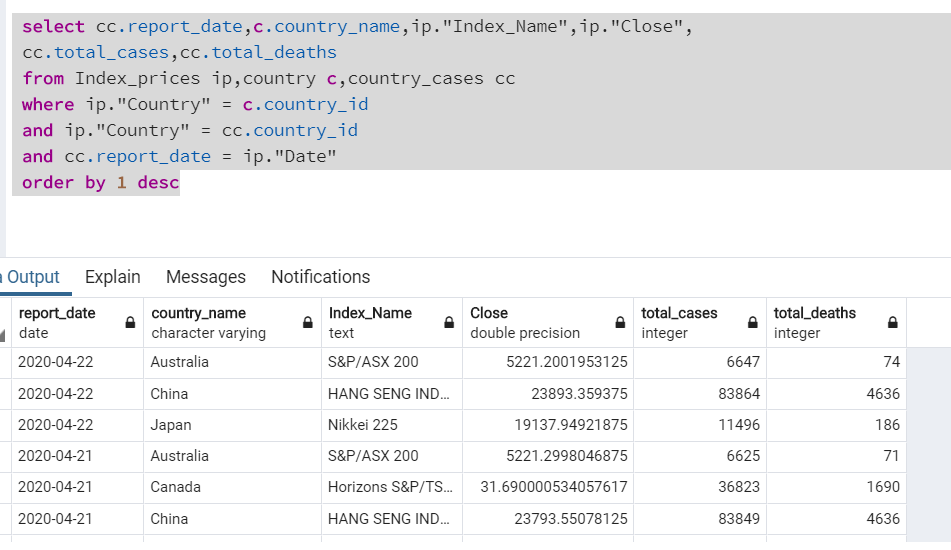 select cc.report_date,c.country_name,ip."Index_Name",ip."Close",
cc.total_cases,cc.total_deaths
from Index_prices ip,country c,country_cases cc
where ip."Country" = c.country_id
and ip."Country" = cc.country_id
and cc.report_date = ip."Date"
order by 1 desc
Output Explain Messages Notifications
report_date country_name Index_Name Close total_cases total_deaths
date character varying text double precision integer integer
2020-04-22 Australia S&P/ASX 200 5221.2001953125 6647 74
2020-04-22 China HANG SENG IND... 23893.359375 83864 4636
2020-04-22 Japan Nikkei 225 19137.94921875 11496 186
2020-04-21 Australia S&P/ASX 200 5221.2998046875 6625 71
2020-04-21 Canada Horizons S&P/TS... 31.690000534057617 36823 1690
2020-04-21 China HANG SENG IND... 23793.55078125 83849 4636